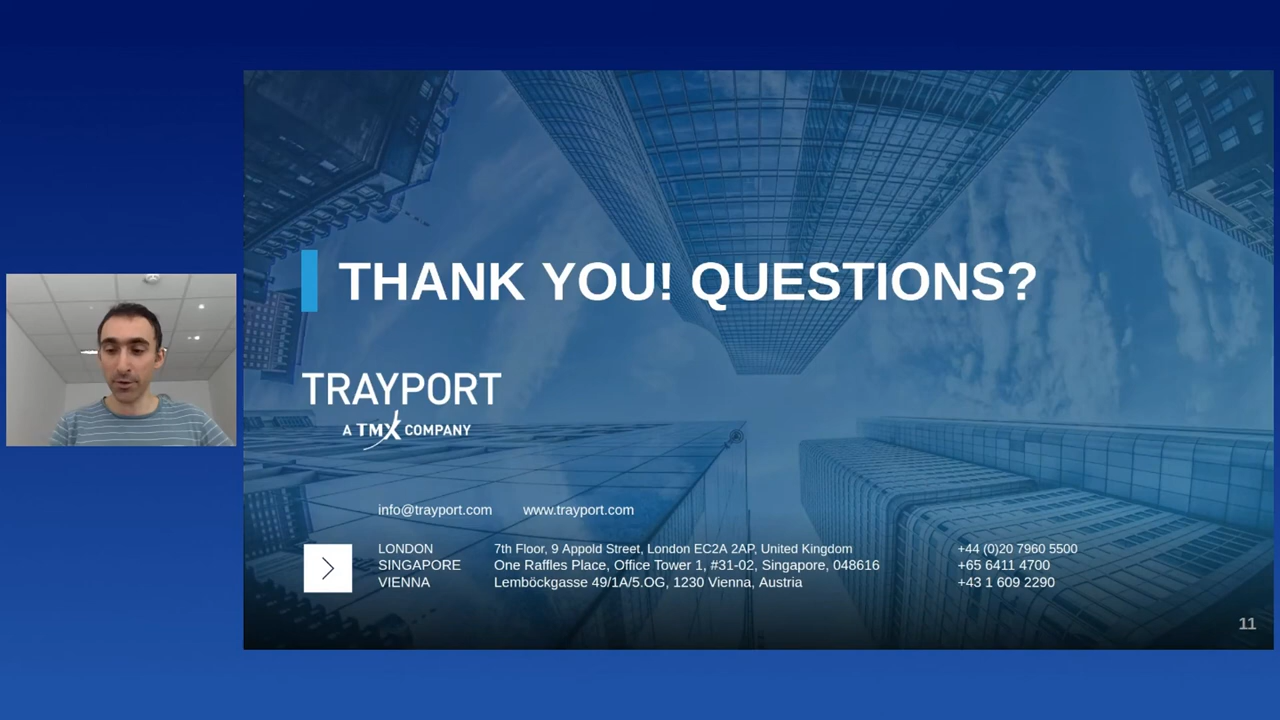 THANK YOU! QUESTIONS?
TRAYPORT
A TMX COMPANY
info@trayport.com www.trayport.com
LONDON 7th Floor, 9 Appold Street, London EC2A 2AP, United Kingdom +44 (0)20 7960 5500
SINGAPORE One Raffles Place, Office Tower 1, #31-02, Singapore, 048616 +65 6411 4700
VIENNA Lemböckgasse 49/1A/5.OG, 1230 Vienna, Austria +43 1 609 2290
11